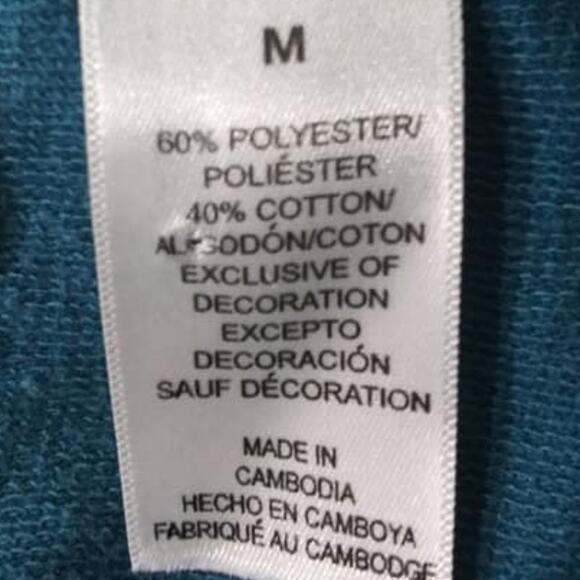 M
60% POLYESTER/
POLIÉSTER
40% COTTON/
ALGODÓN/COTON
EXCLUSIVE OF
DECORATION
EXCEPTO
DECORACIÓN
SAUF DÉCORATION
MADE IN
CAMBODIA
HECHO EN CAMBOYA
FABRIQUÉ AU CAMBODGE